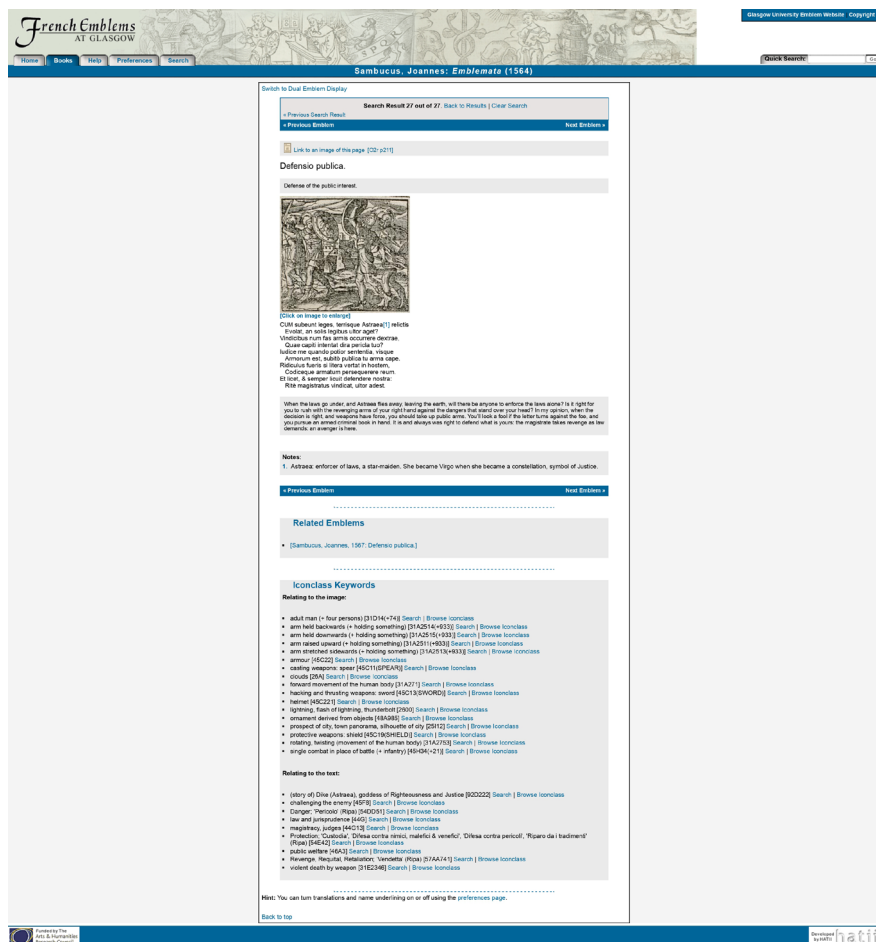 French Emblems
AT GLASGOW
Glasgow University Emblem Website Copyright
Home Books Help Preferences Search
Quick Search:
Sambucus, Joannes: Emblemata (1564)
Switch to Dual Emblem Display
Search Result 27 out of 27. Back to Results | Clear Search
« Previous Search Result
« Previous Emblem Next Emblem »
Link to an image of this page [O2r p211]
Defensio publica.
Defense of the public interest.
[Click on image to enlarge]
CUM subeunt leges, terrisque Astraea[1] relictis
Evolat, an solis legibus ultor aget?
Vindicibus num fas armis occurrere dextrae,
Quae capiti intentat dira pericla tuo?
Iudice me quando potior sententia, visque
Armorum est, subitò publica tu arma cape.
Ridiculus fueris si litera vertat in hostem,
Codiceque armatum persequerere reum.
Et licet, & semper licuit defendere nostra:
Ritè magistratus vindicat, ultor adest.
When the laws go under, and Astraea flies away, leaving the earth, will there be anyone to enforce the laws alone? Is it right for
you to rush with the revenging arms of your right hand against the dangers that stand over your head? In my opinion, when the
decision is right, and weapons have force, you should take up public arms. You'll look a fool if the letter turns against the foe, and
you pursue an armed criminal book in hand. It is and always was right to defend what is yours: the magistrate takes revenge as law
demands: an avenger is here.
Notes:
1. Astraea: enforcer of laws, a star-maiden. She became Virgo when she became a constellation, symbol of Justice.
« Previous Emblem Next Emblem »
Related Emblems
• [Sambucus, Joannes, 1567: Defensio publica.]
Iconclass Keywords
Relating to the image:
• adult man (+ four persons) [31D14(+74)] Search | Browse Iconclass
• arm held backwards (+ holding something) [31A2514(+933)] Search | Browse Iconclass
• arm held downwards (+ holding something) [31A2515(+933)] Search | Browse Iconclass
• arm raised upward (+ holding something) [31A2511(+933)] Search | Browse Iconclass
• arm stretched sidewards (+ holding something) [31A2513(+933)] Search | Browse Iconclass
• armour [45C22] Search | Browse Iconclass
• casting weapons: spear [45C11(SPEAR)] Search | Browse Iconclass
• clouds [26A] Search | Browse Iconclass
• forward movement of the human body [31A271] Search | Browse Iconclass
• hacking and thrusting weapons: sword [45C13(SWORD)] Search | Browse Iconclass
• helmet [45C221] Search | Browse Iconclass
• lightning, flash of lightning, thunderbolt [2600] Search | Browse Iconclass
• ornament derived from objects [48A985] Search | Browse Iconclass
• prospect of city, town panorama, silhouette of city [25I12] Search | Browse Iconclass
• protective weapons: shield [45C19(SHIELD)] Search | Browse Iconclass
• rotating, twisting (movement of the human body) [31A2753] Search | Browse Iconclass
• single combat in place of battle (+ infantry) [45H34(+21)] Search | Browse Iconclass
Relating to the text:
• (story of) Dike (Astraea), goddess of Righteousness and Justice [92D222] Search | Browse Iconclass
• challenging the enemy [45F8] Search | Browse Iconclass
• Danger; 'Pericolo' (Ripa) [54DD51] Search | Browse Iconclass
• law and jurisprudence [44G] Search | Browse Iconclass
• magistracy, judges [44G13] Search | Browse Iconclass
• Protection; 'Custodia', 'Difesa contra nimici, malefici & venefici', 'Difesa contra pericoli', 'Riparo da i tradimenti'
(Ripa) [54E42] Search | Browse Iconclass
• public welfare [46A3] Search | Browse Iconclass
• Revenge, Requital, Retaliation; 'Vendetta' (Ripa) [57AA741] Search | Browse Iconclass
• violent death by weapon [31E2346] Search | Browse Iconclass
Hint: You can turn translations and name underlining on or off using the preferences page.
Back to top
Funded by The
Arts & Humanities
Developed
by HATII
hatii